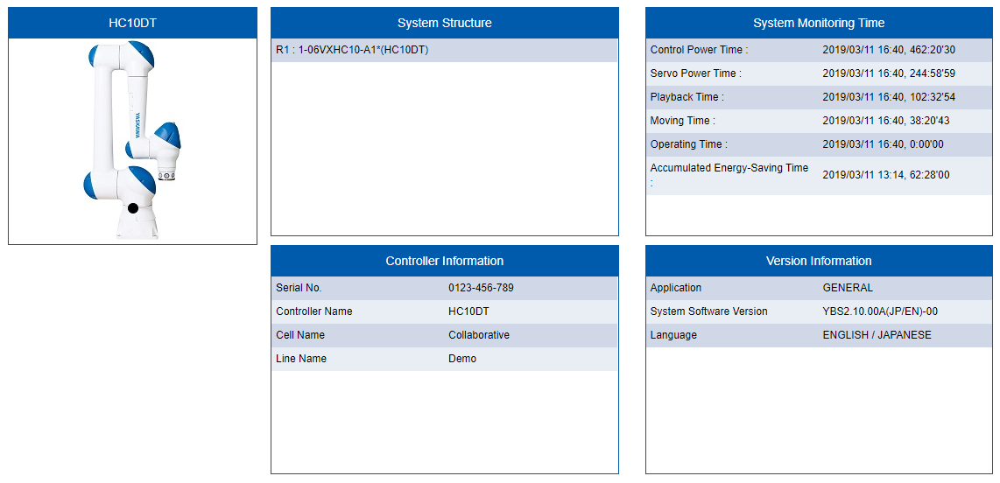 HC10DT
YASKAWA
System Structure
R1 : 1-06VXHC10-A1*(HC10DT)
System Monitoring Time
Control Power Time : 2019/03/11 16:40, 462:20'30
Servo Power Time : 2019/03/11 16:40, 244:58'59
Playback Time : 2019/03/11 16:40, 102:32'54
Moving Time : 2019/03/11 16:40, 38:20'43
Operating Time : 2019/03/11 16:40, 0:00'00
Accumulated Energy-Saving Time
: 2019/03/11 13:14, 62:28'00
Controller Information
Serial No. 0123-456-789
Controller Name HC10DT
Cell Name Collaborative
Line Name Demo
Version Information
Application GENERAL
System Software Version YBS2.10.00A(JP/EN)-00
Language ENGLISH / JAPANESE